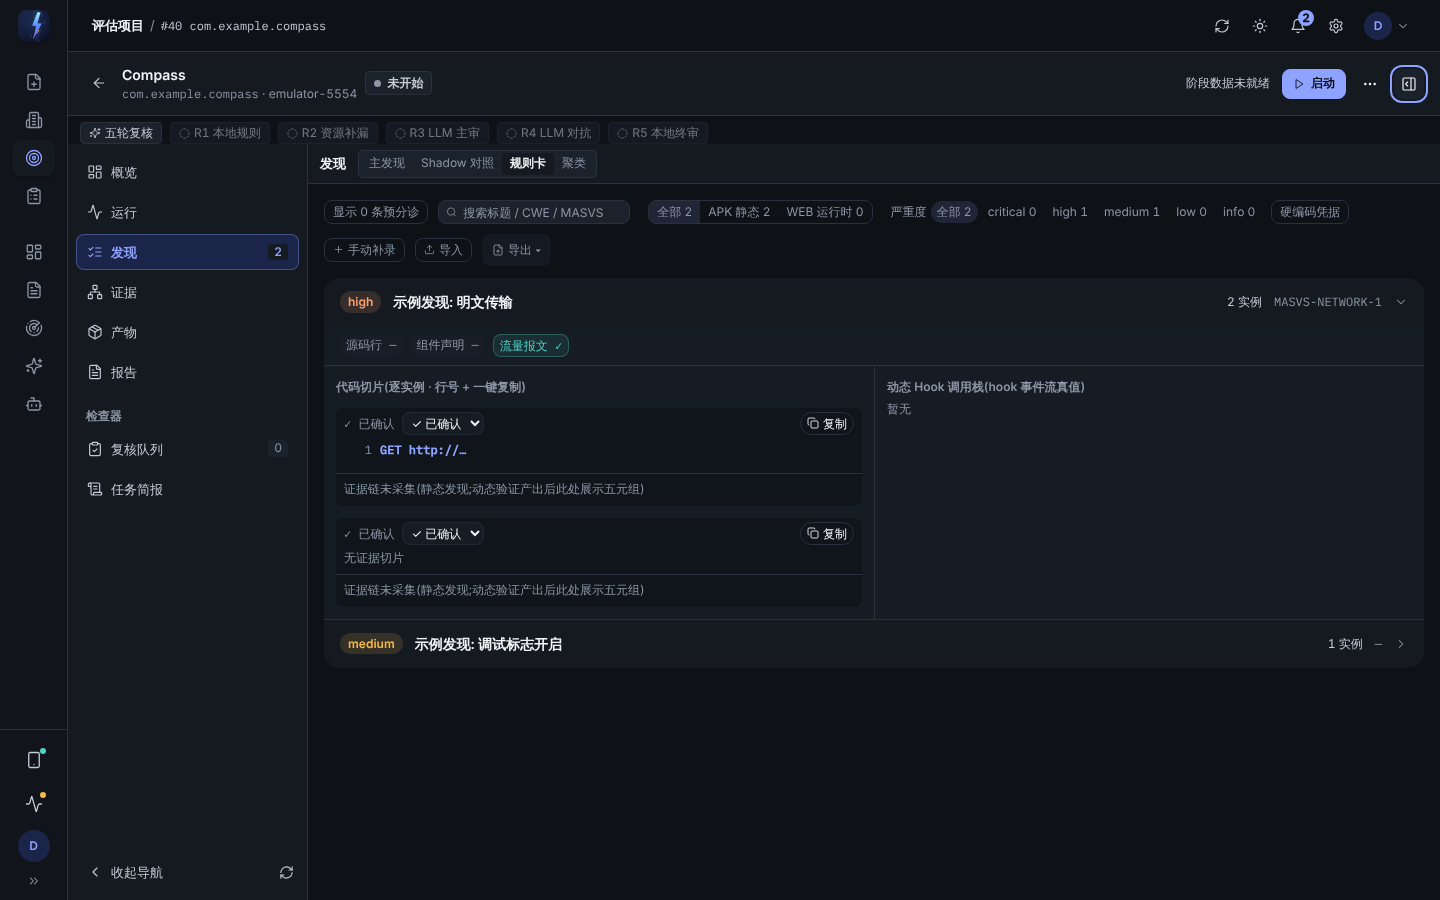 评估项目 / #40 com.example.compass
2
D
Compass
com.example.compass · emulator-5554
未开始
阶段数据未就绪
启动
五轮复核
R1 本地规则
R2 资源补漏
R3 LLM 主审
R4 LLM 对抗
R5 本地终审
概览
运行
发现 2
证据
产物
报告
检查器
复核队列 0
任务简报
收起导航
D
发现
主发现 Shadow 对照 规则卡 聚类
显示 0 条预分诊
搜索标题 / CWE / MASVS
全部 2 APK 静态 2 WEB 运行时 0
严重度 全部 2 critical 0 high 1 medium 1 low 0 info 0
硬编码凭据
手动补录
导入
导出
high 示例发现: 明文传输 2 实例 MASVS-NETWORK-1
源码行 — 组件声明 — 流量报文 ✓
代码切片(逐实例 · 行号 + 一键复制)
✓ 已确认 ✓ 已确认 复制
1 GET http://…
证据链未采集(静态发现;动态验证产出后此处展示五元组)
✓ 已确认 ✓ 已确认 复制
无证据切片
证据链未采集(静态发现;动态验证产出后此处展示五元组)
动态 Hook 调用栈(hook 事件流真值)
暂无
medium 示例发现: 调试标志开启 1 实例 —